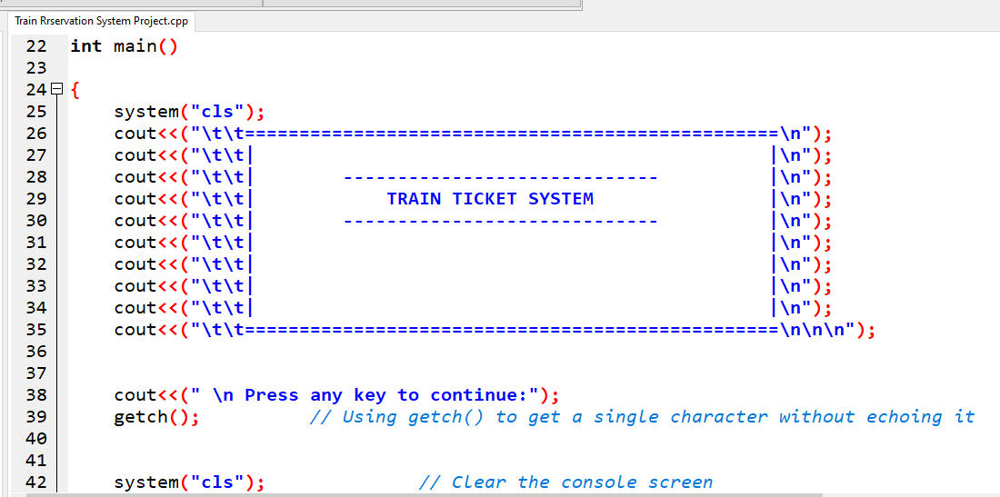 Train Rrservation System Project.cpp
22 int main()
23
24 {
25     system("cls");
26     cout<<("\t\t=================================================\n");
27     cout<<("\t\t|                                               |\n");
28     cout<<("\t\t|        -----------------------------          |\n");
29     cout<<("\t\t|            TRAIN TICKET SYSTEM                |\n");
30     cout<<("\t\t|        -----------------------------          |\n");
31     cout<<("\t\t|                                               |\n");
32     cout<<("\t\t|                                               |\n");
33     cout<<("\t\t|                                               |\n");
34     cout<<("\t\t|                                               |\n");
35     cout<<("\t\t=================================================\n\n\n");
36
37
38     cout<<(" \n Press any key to continue:");
39     getch();          // Using getch() to get a single character without echoing it
40
41
42     system("cls");              // Clear the console screen